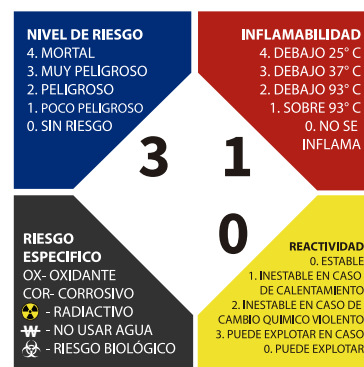 NIVEL DE RIESGO
4. MORTAL
3. MUY PELIGROSO
2. PELIGROSO
1. POCO PELIGROSO
0. SIN RIESGO
INFLAMABILIDAD
4. DEBAJO 25° C
3. DEBAJO 37° C
2. DEBAJO 93° C
1. SOBRE 93° C
0. NO SE
INFLAMA
3
1
0
RIESGO
ESPECIFICO
OX- OXIDANTE
COR- CORROSIVO
- RADIACTIVO
W - NO USAR AGUA
- RIESGO BIOLÓGICO
REACTIVIDAD
0. ESTABLE
1. INESTABLE EN CASO
DE CALENTAMIENTO
2. INESTABLE EN CASO DE
CAMBIO QUIMICO VIOLENTO
3. PUEDE EXPLOTAR EN CASO
0. PUEDE EXPLOTAR